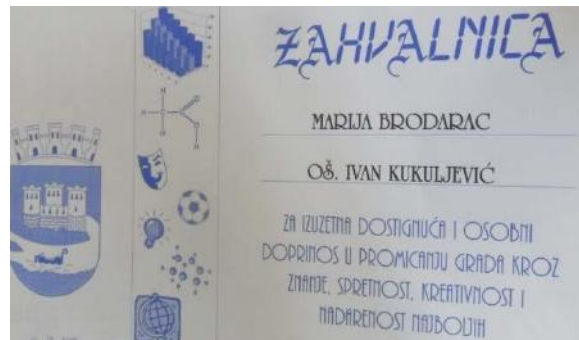 ZAHVALNICA
MARIJA BRODARAC
OŠ. IVAN KUKULJEVIĆ
ZA IZUZETNA DOSTIGNUĆA I OSOBNI
DOPRINOS U PROMICANJU GRADA KROZ
ZNANJE, SPRETNOST, KREATIVNOST I
NADARENOST NAJBOLJIH